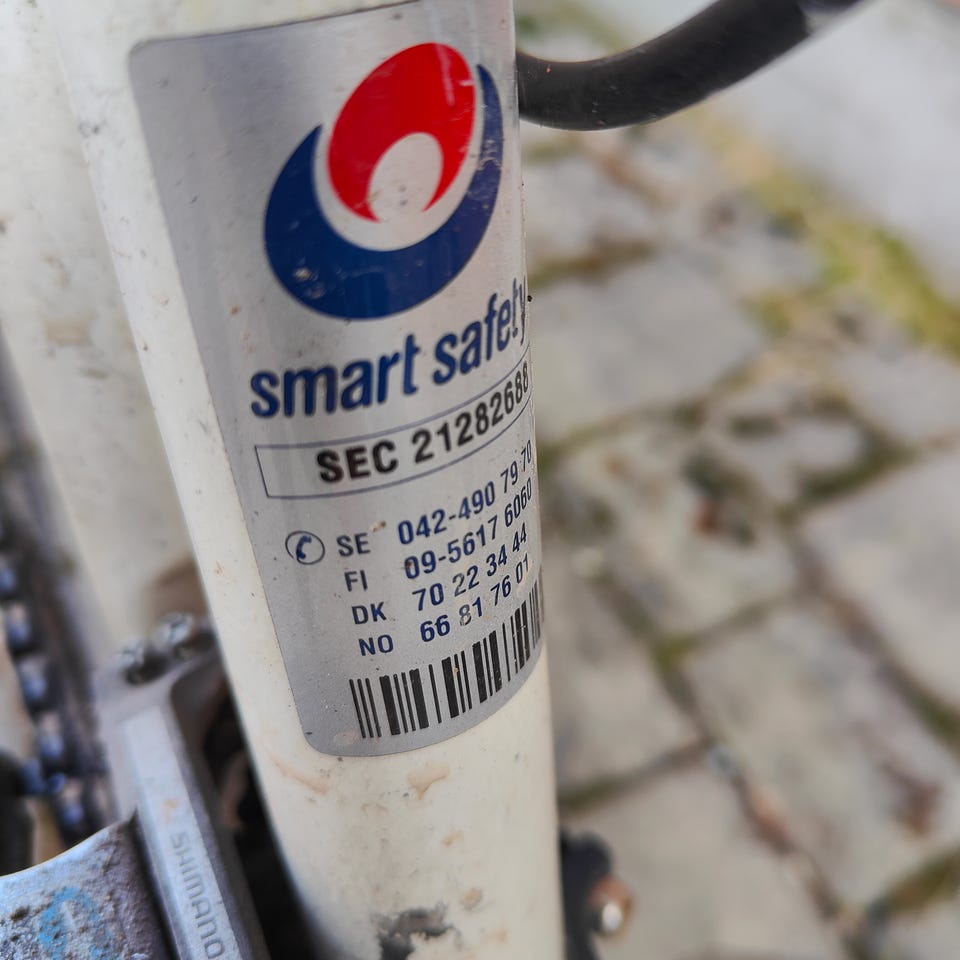 smart safety
SEC 21282688
SE 042-490 79 70
FI 09-5617 6060
DK 70 22 34 44
NO 66 81 76 01
SHIMANO